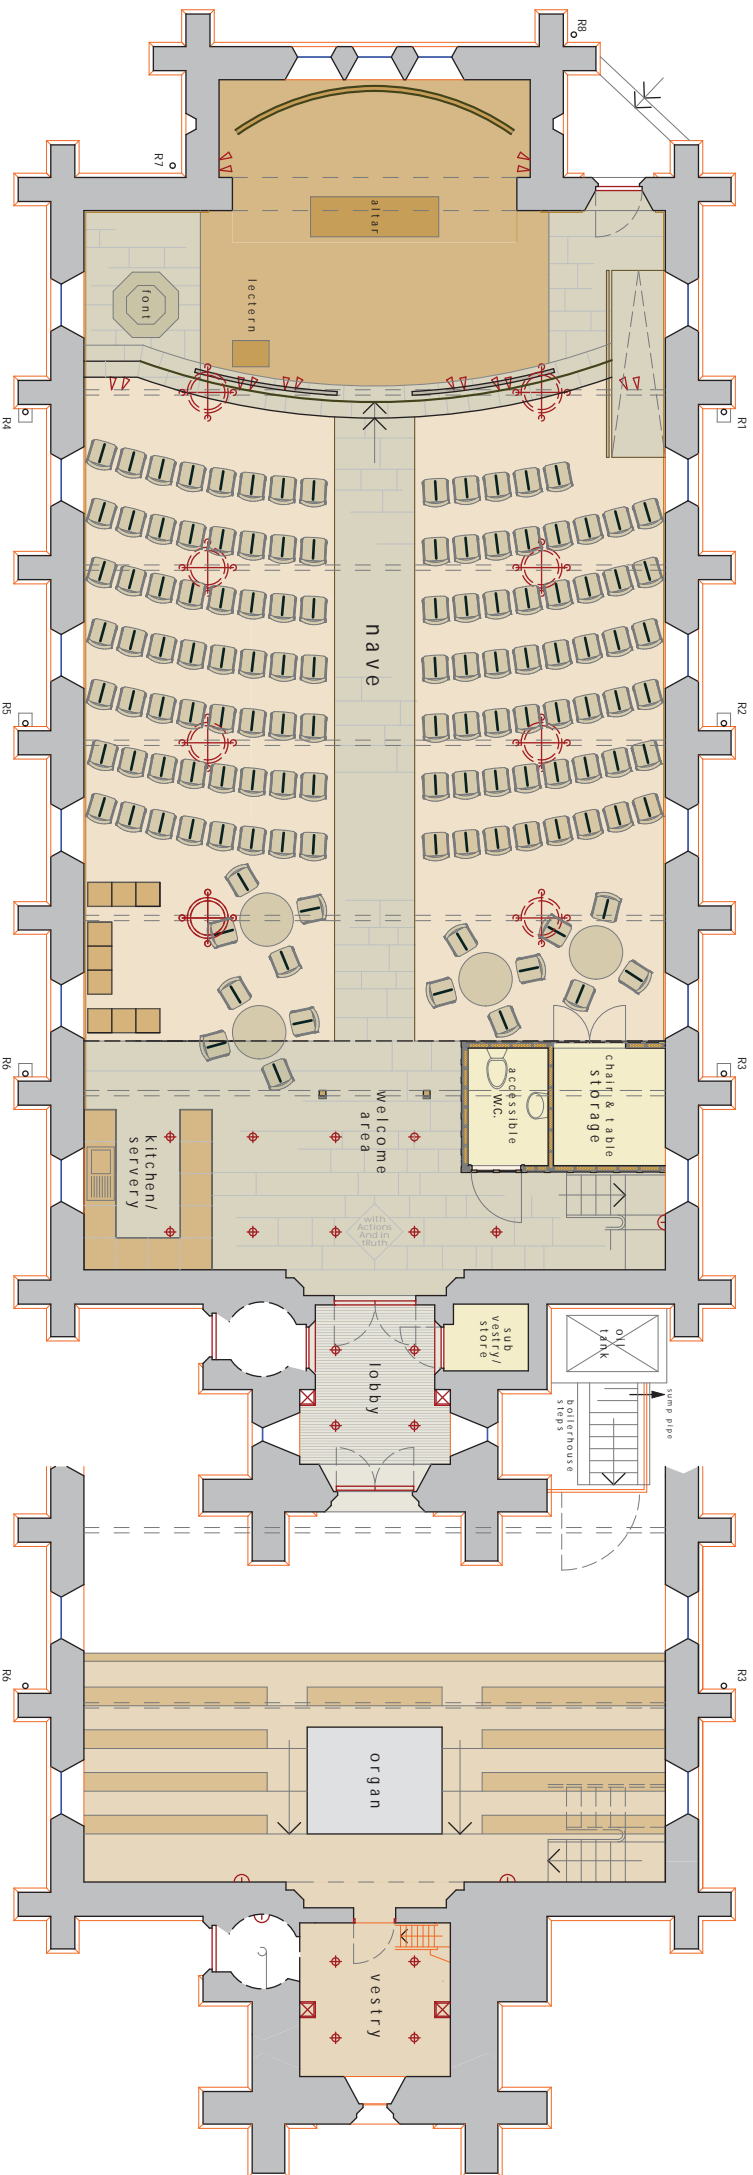 R8
R7
altar
lectern
font
R4
R1
nave
R5
R2
R6
R3
chair & table
storage
accessible
w.c.
welcome
area
kitchen/
servery
with
Actions
And in
tRuth
sub
vestry/
store
oil
tank
lobby
sump pipe
boilerhouse
steps
R6
R3
organ
vestry